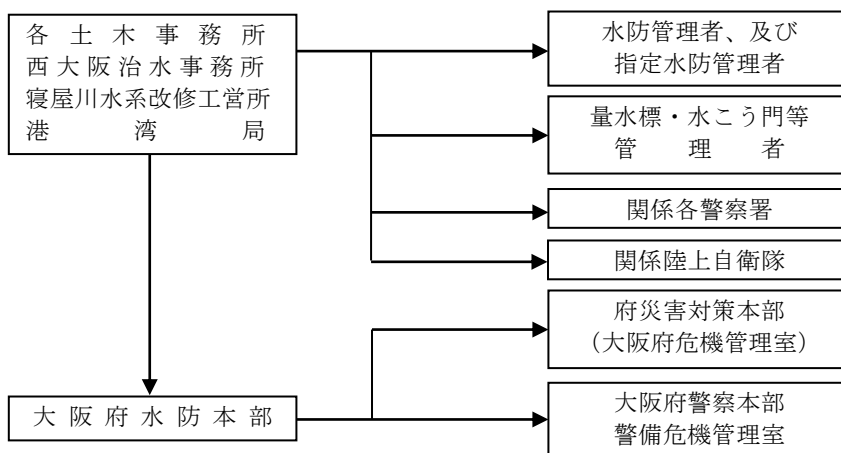 各土木事務所
西大阪治水事務所
寝屋川水系改修工営所
港湾局
水防管理者、及び
指定水防管理者
量水標・水こう門等
管理者
関係各警察署
関係陸上自衛隊
府災害対策本部
（大阪府危機管理室）
大阪府水防本部
大阪府警察本部
警備危機管理室